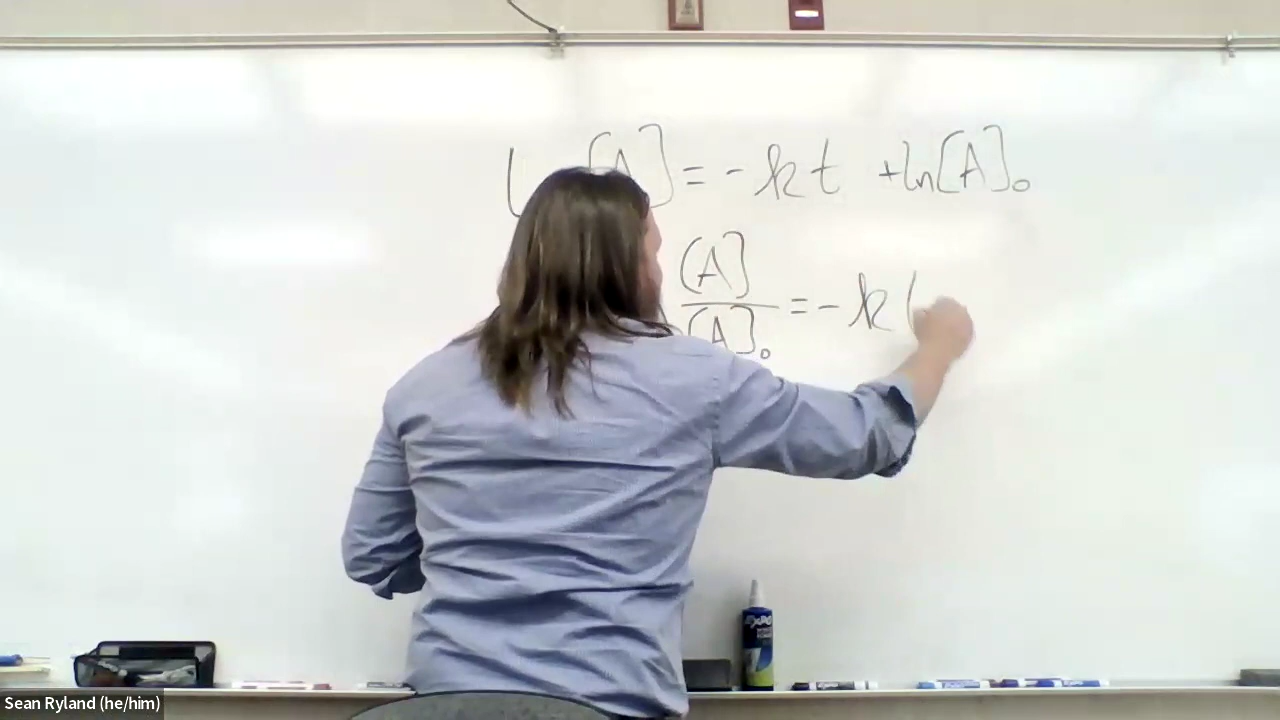 [A] = -kt + ln[A]₀
[A]
/ [A]₀ = -k(
EXPO
Sean Ryland (he/him)